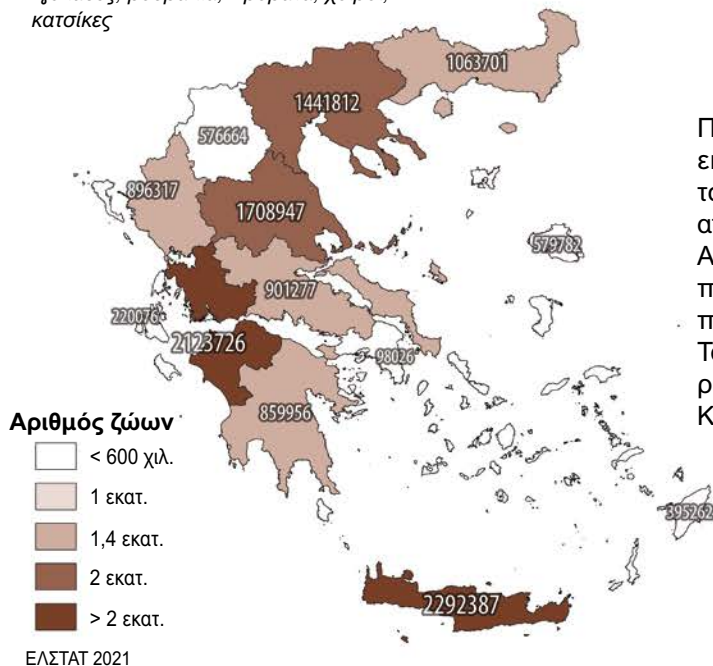 κατσίκες
1063701
1441812
576664
896317
1708947
579782
901277
220076
2123726
98026
859956
395262
2292387
Αριθμός ζώων
< 600 χιλ.
1 εκατ.
1,4 εκατ.
2 εκατ.
> 2 εκατ.
ΕΛΣΤΑΤ 2021